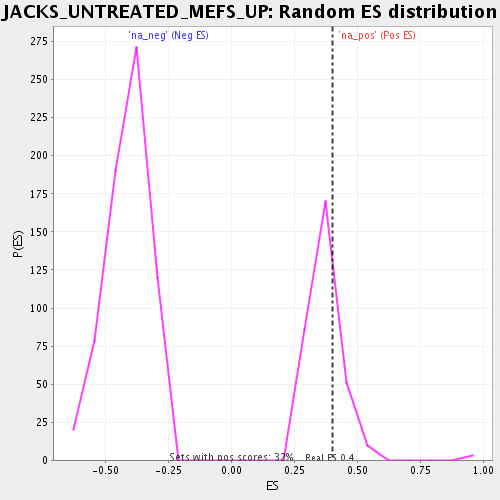 JACKS_UNTREATED_MEFS_UP: Random ES distribution
'na_neg' (Neg ES)
'na_pos' (Pos ES)
275
250
225
200
175
150
125
100
75
50
25
0
P(ES)
Sets with pos scores: 32%
Real ES 0.4
-0.50
-0.25
0.00
0.25
0.50
0.75
1.00
ES